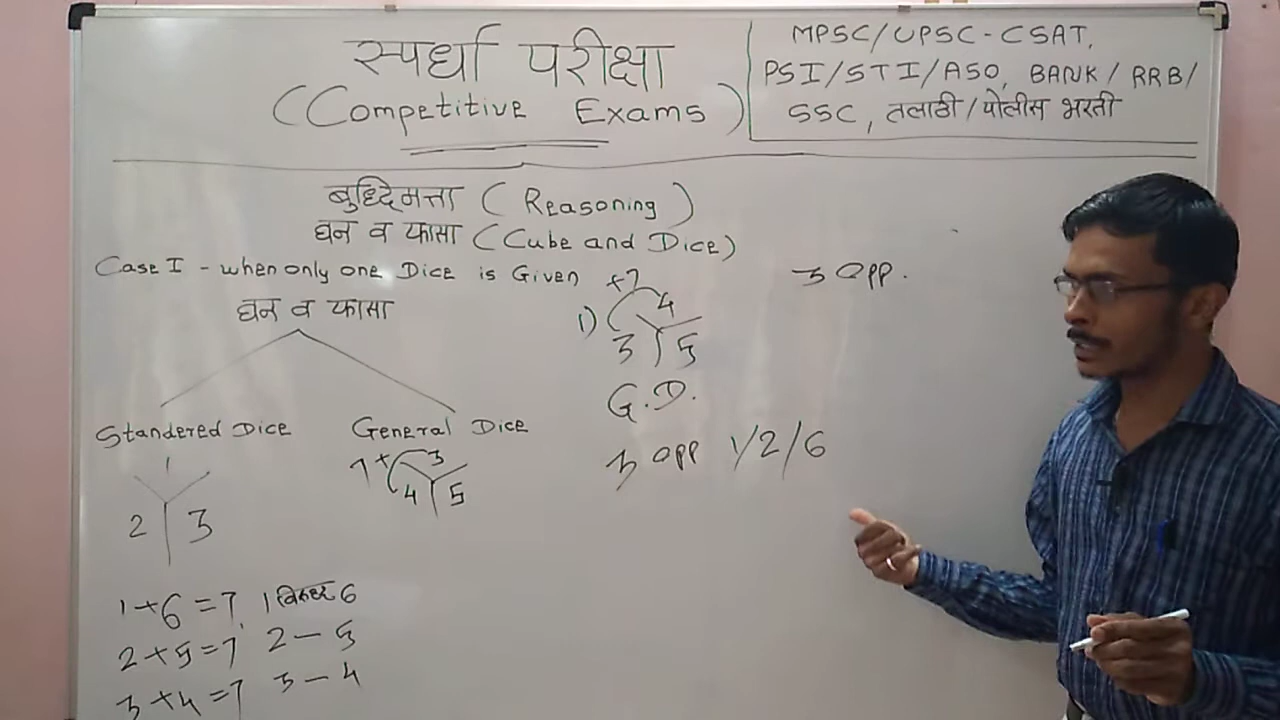 स्पर्धा परीक्षा
(Competitive Exams)
MPSC/UPSC-CSAT,
PSI/STI/ASO, BANK/RRB/
SSC, तलाठी/पोलीस भरती
बुध्दिमत्ता (Reasoning)
घन व फासा (Cube and Dice)
Case I - when only one Dice is Given
घन व फासा
Standered Dice
1
2 3
1+6=7, 1 विरुध्द 6
2+5=7 2-5
3+4=7 3-4
General Dice
7 + 3
4 5
+7
1) 4
3 5
G.D.
3 opp 1/2/6
3 opp.